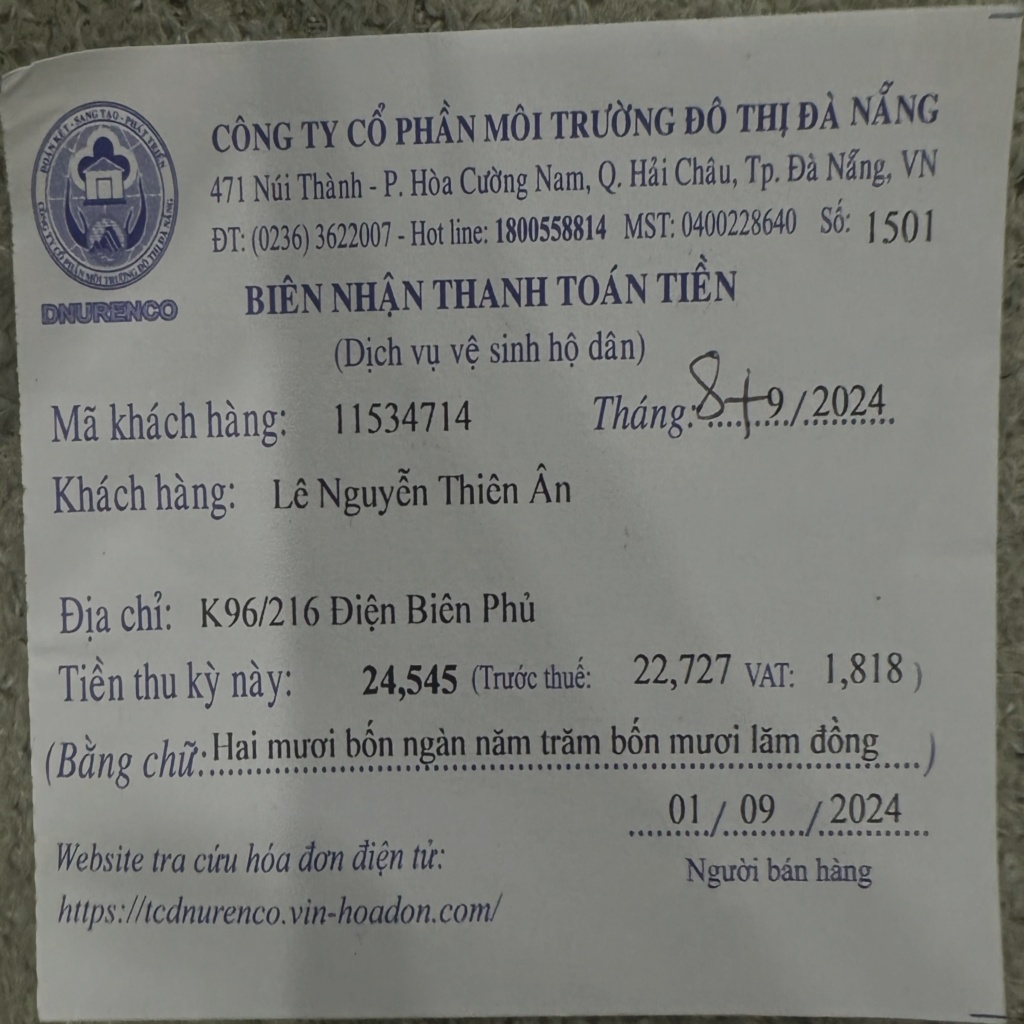 ĐOÀN KẾT - SANG TẠO - PHÁT TRIỂN
CÔNG TY CỔ PHẦN MÔI TRƯỜNG ĐÔ THỊ ĐÀ NẴNG
DNURENCO
CÔNG TY CỔ PHẦN MÔI TRƯỜNG ĐÔ THỊ ĐÀ NẴNG
471 Núi Thành - P. Hòa Cường Nam, Q. Hải Châu, Tp. Đà Nẵng, VN
ĐT: (0236) 3622007 - Hot line: 1800558814 MST: 0400228640 Số: 1501
BIÊN NHẬN THANH TOÁN TIỀN
(Dịch vụ vệ sinh hộ dân)
Mã khách hàng: 11534714 Tháng: 8+9/2024
Khách hàng: Lê Nguyễn Thiên Ân
Địa chỉ: K96/216 Điện Biên Phủ
Tiền thu kỳ này: 24,545 (Trước thuế: 22,727 VAT: 1,818 )
(Bằng chữ: Hai mươi bốn ngàn năm trăm bốn mươi lăm đồng )
01 / 09 / 2024
Người bán hàng
Website tra cứu hóa đơn điện tử:
https://tcdnurenco.vin-hoadon.com/